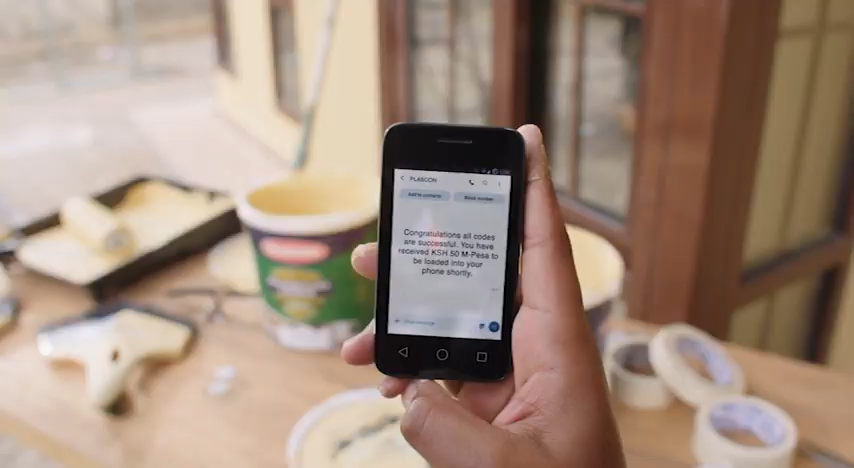 PLASCON
Add to contacts
Block number
Congratulations all codes
are successful. You have
received KSH 50 M-Pesa to
be loaded into your
phone shortly.